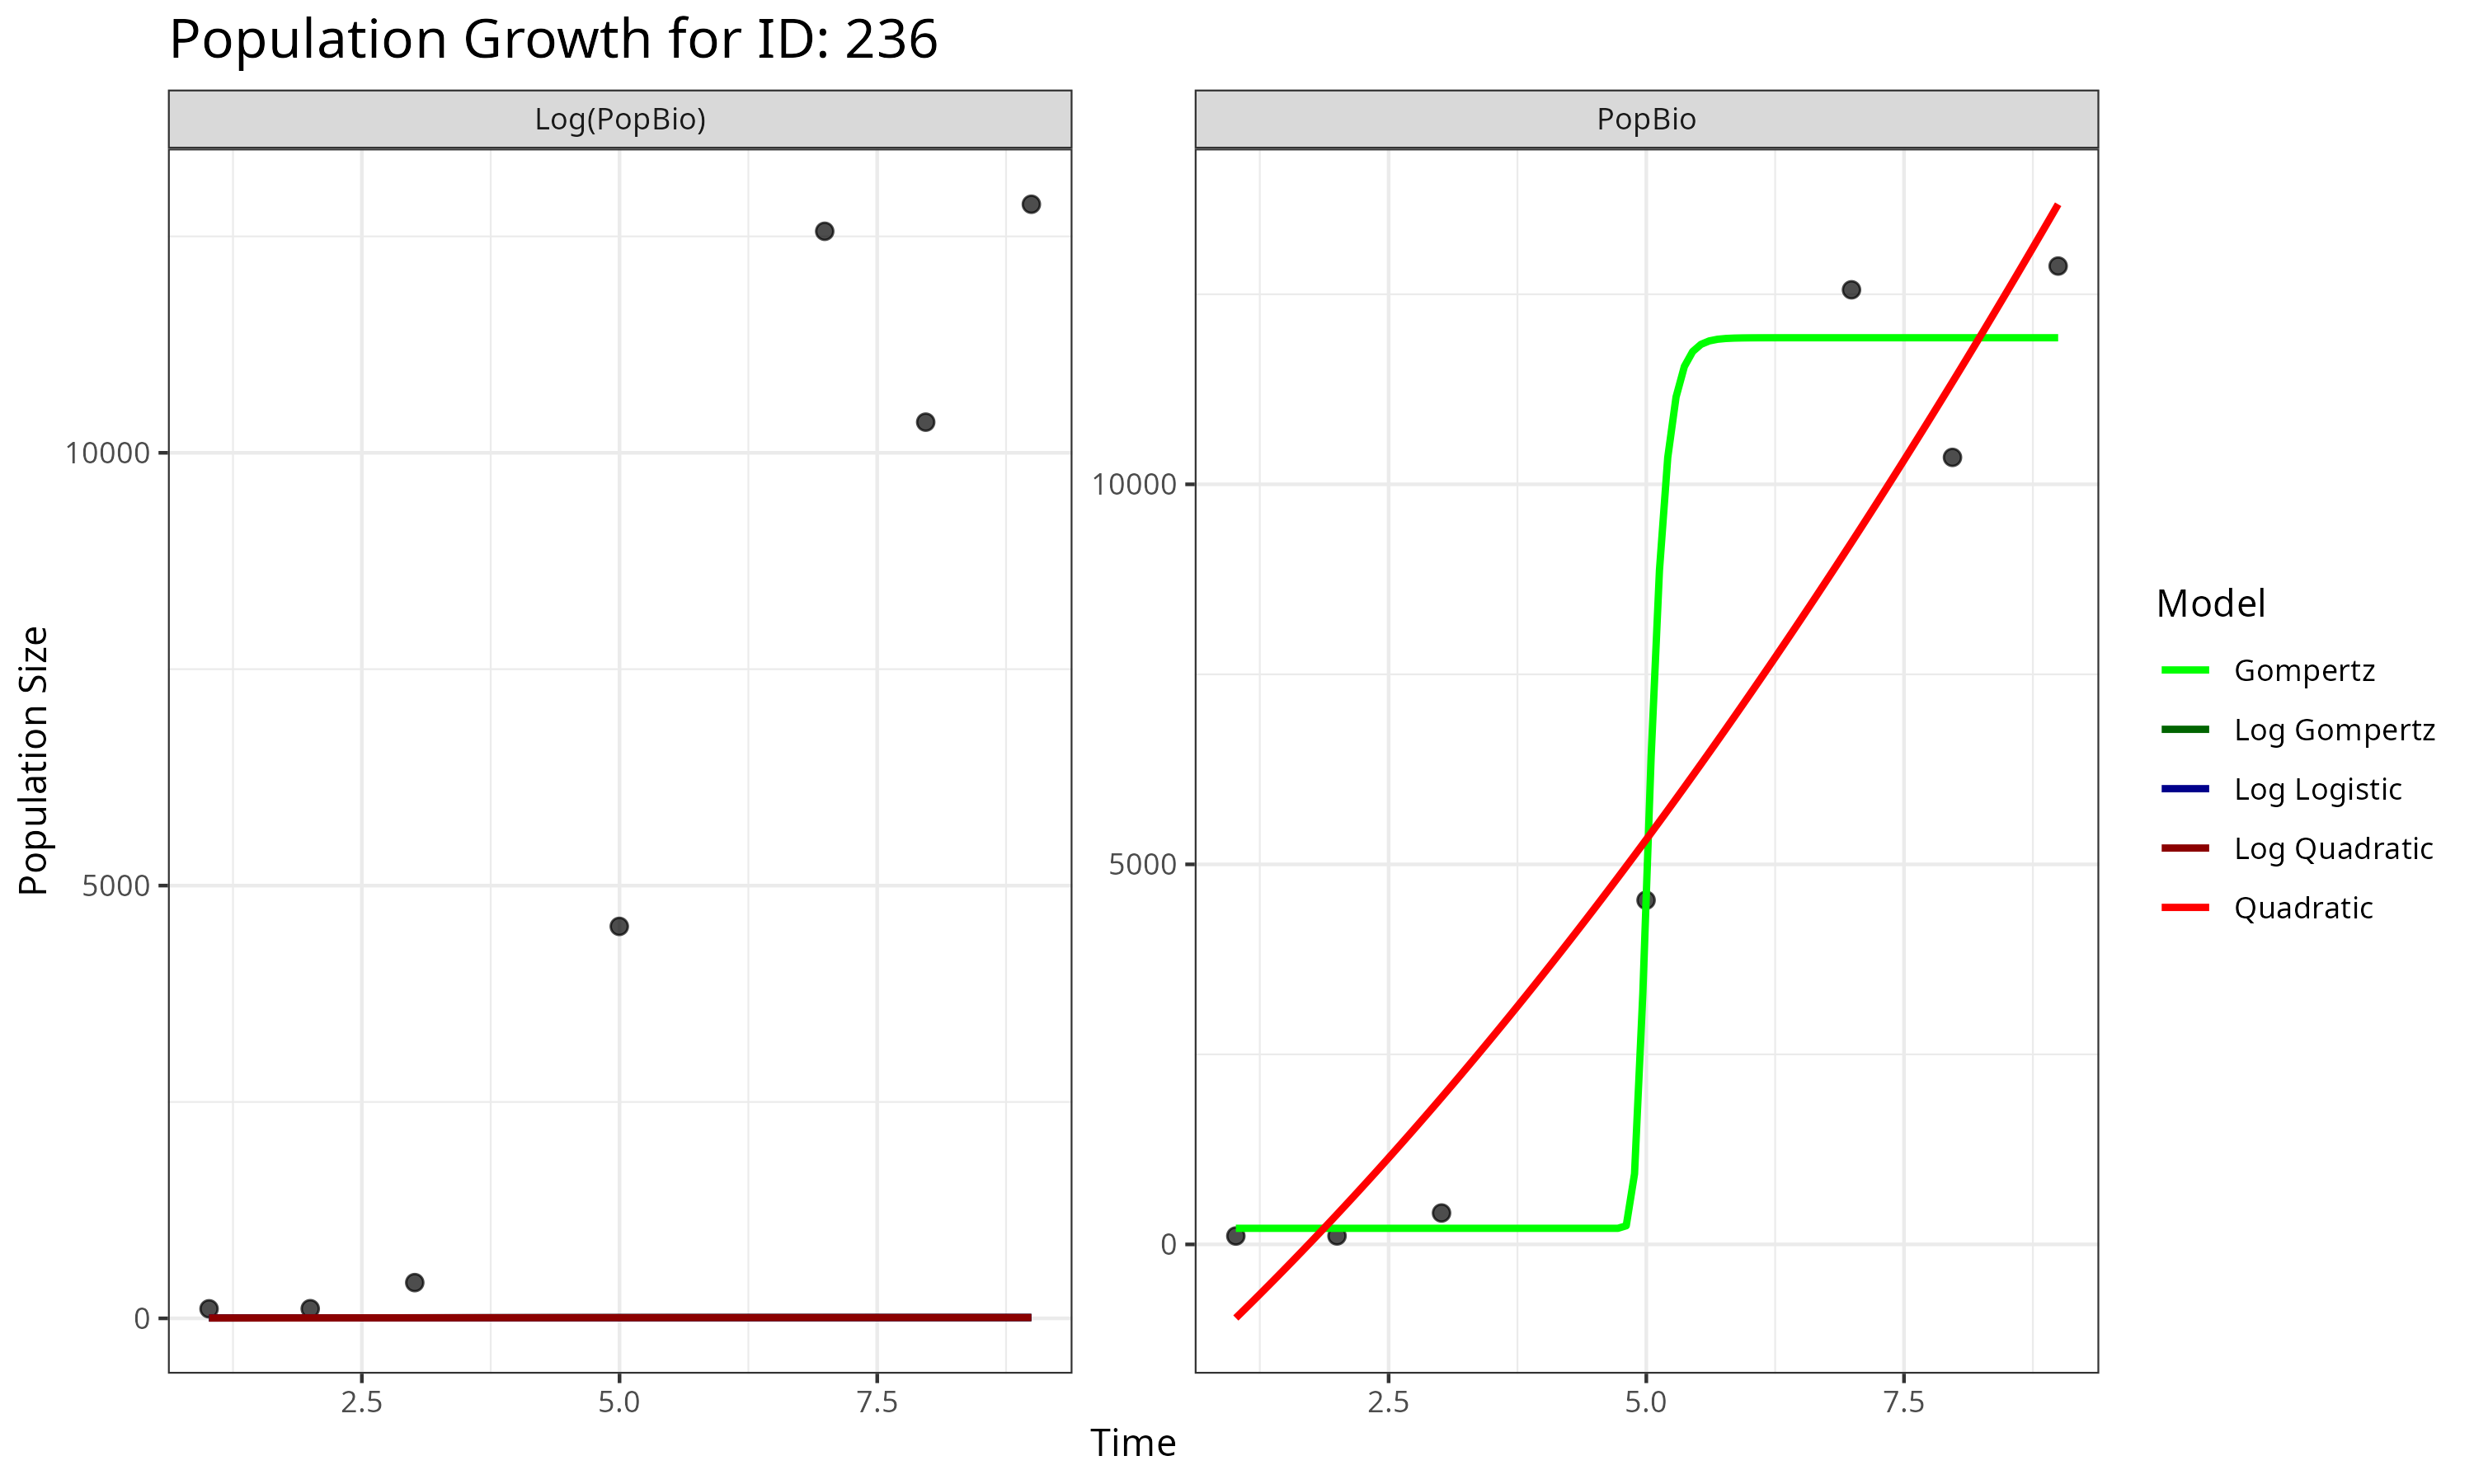 Population Growth for ID: 236
Log(PopBio)
PopBio
Population Size
10000
5000
0
10000
5000
0
2.5
5.0
7.5
2.5
5.0
7.5
Time
Model
Gompertz
Log Gompertz
Log Logistic
Log Quadratic
Quadratic